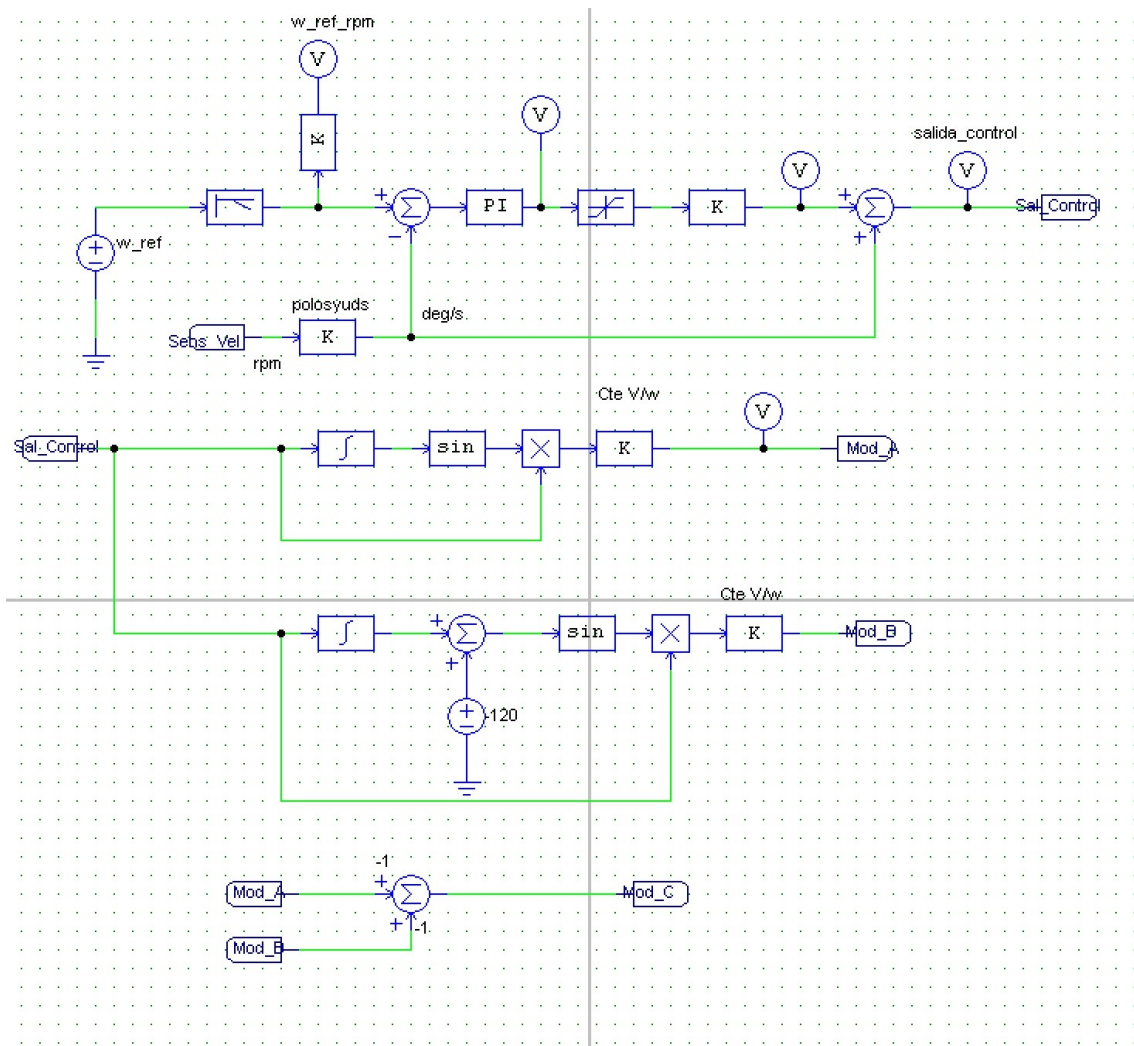 w_ref_rpm
V
K
V
V
salida_control
V
+
Σ
−
PI
K
+
Σ
+
Sal_Control
w_ref
polosyuds
deg/s.
Sens_Vel
K
rpm
Cte V/w
V
Sal_Control
∫
sin
K
Mod_A
Cte V/w
∫
+
Σ
+
sin
K
Mod_B
-120
-1
Mod_A
+
Σ
+
-1
Mod_C
Mod_B